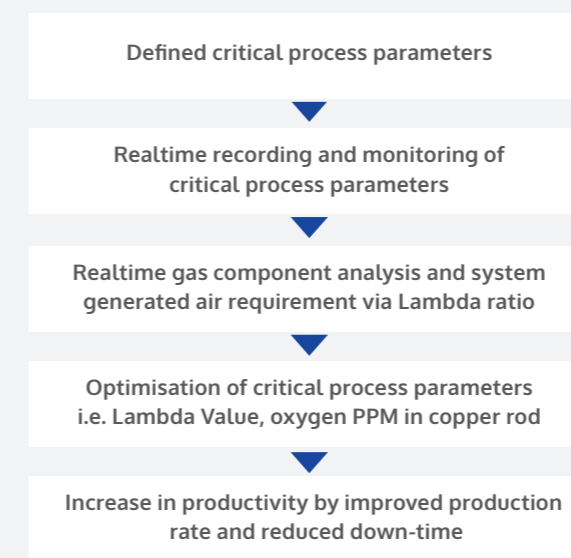 Defined critical process parameters
Realtime recording and monitoring of
critical process parameters
Realtime gas component analysis and system
generated air requirement via Lambda ratio
Optimisation of critical process parameters
i.e. Lambda Value, oxygen PPM in copper rod
Increase in productivity by improved production
rate and reduced down-time